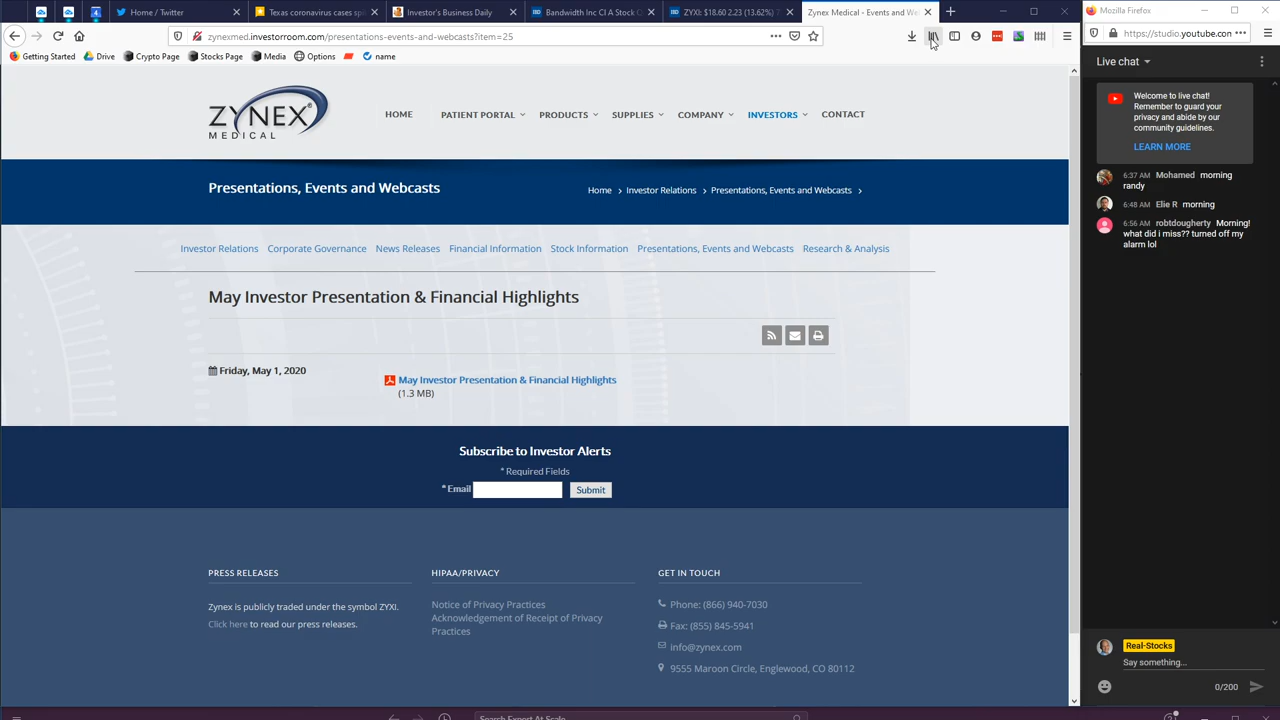 Home / Twitter
Texas coronavirus cases sp
Investor's Business Daily
Bandwidth Inc Cl A Stock C
ZYXI: $18.60 2.23 (13.62%) 7.
Zynex Medical - Events and We
zynexmed.investorroom.com/presentations-events-and-webcasts?item=25
Getting Started
Drive
Crypto Page
Stocks Page
Media
Options
name
ZYNEX®
MEDICAL
HOME
PATIENT PORTAL
PRODUCTS
SUPPLIES
COMPANY
INVESTORS
CONTACT
Presentations, Events and Webcasts
Home > Investor Relations > Presentations, Events and Webcasts >
Investor Relations
Corporate Governance
News Releases
Financial Information
Stock Information
Presentations, Events and Webcasts
Research & Analysis
May Investor Presentation & Financial Highlights
Friday, May 1, 2020
May Investor Presentation & Financial Highlights
(1.3 MB)
Subscribe to Investor Alerts
* Required Fields
* Email
Submit
PRESS RELEASES
Zynex is publicly traded under the symbol ZYXI.
Click here to read our press releases.
HIPAA/PRIVACY
Notice of Privacy Practices
Acknowledgement of Receipt of Privacy
Practices
GET IN TOUCH
Phone: (866) 940-7030
Fax: (855) 845-5941
info@zynex.com
9555 Maroon Circle, Englewood, CO 80112
Mozilla Firefox
https://studio.youtube.con
Live chat
Welcome to live chat!
Remember to guard your
privacy and abide by our
community guidelines.
LEARN MORE
6:37 AM Mohamed morning
randy
6:48 AM Elie R morning
6:56 AM robtdougherty Morning!
what did i miss?? turned off my
alarm lol
Real-Stocks
Say something...
0/200
Search Export At Scale